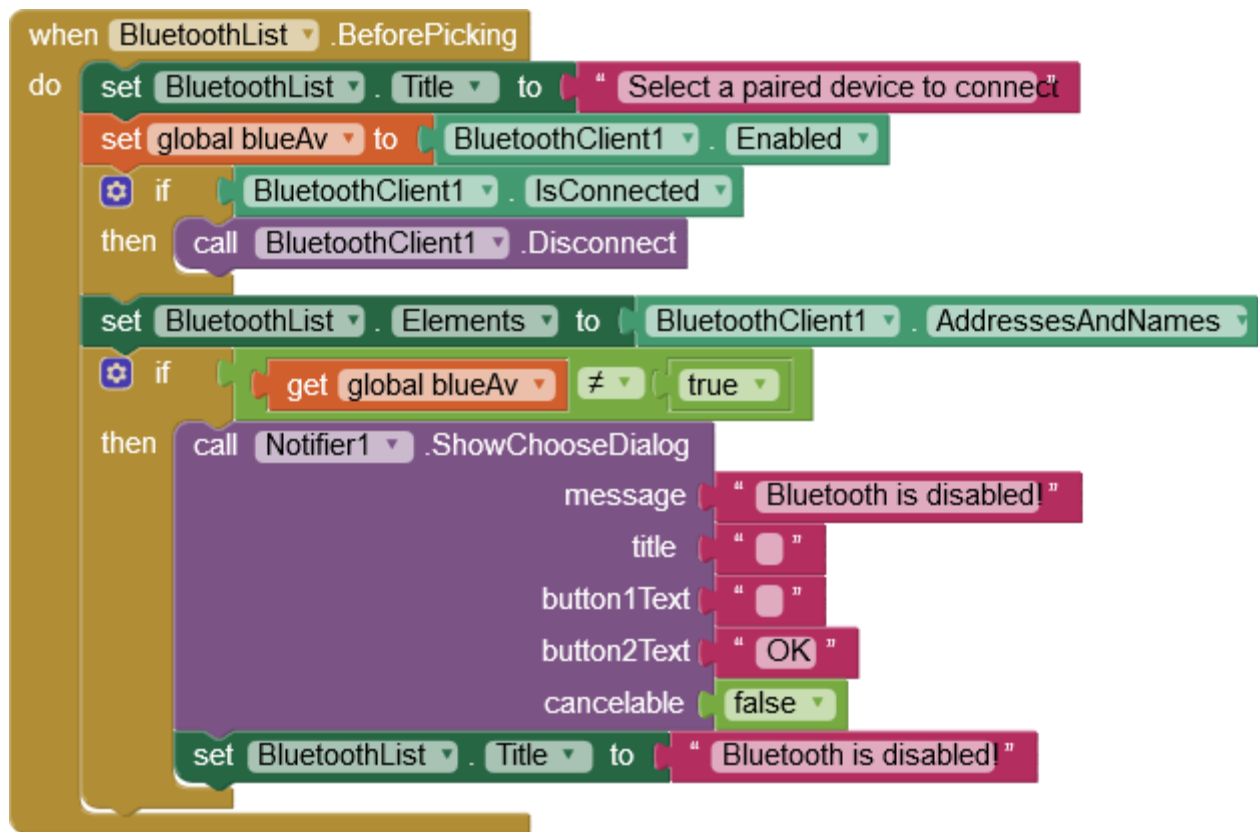 when BluetoothList .BeforePicking
do set BluetoothList . Title to " Select a paired device to connect "
set global blueAv to BluetoothClient1 . Enabled
if BluetoothClient1 . IsConnected
then call BluetoothClient1 .Disconnect
set BluetoothList . Elements to BluetoothClient1 . AddressesAndNames
if get global blueAv ≠ true
then call Notifier1 .ShowChooseDialog
message " Bluetooth is disabled! "
title " "
button1Text " "
button2Text " OK "
cancelable false
set BluetoothList . Title to " Bluetooth is disabled! "